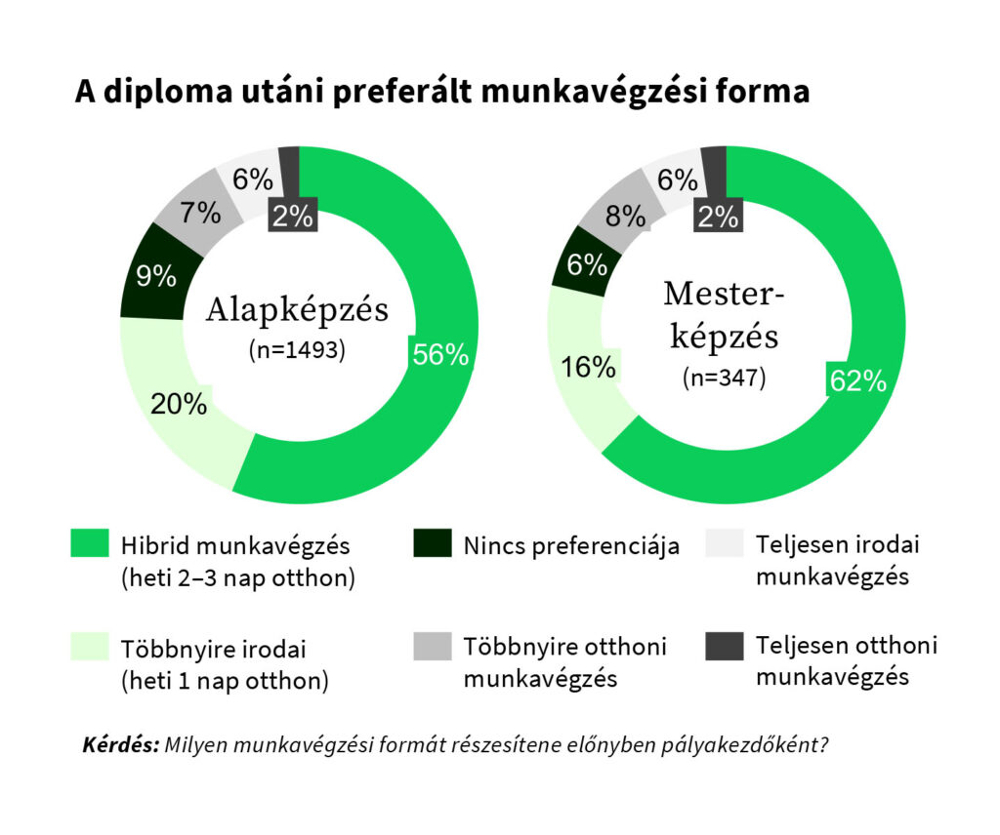 A diploma utáni preferált munkavégzési forma
6%
2%
7%
9%
Alapképzés
(n=1493)
56%
20%
6%
2%
8%
6%
Mester-
képzés
(n=347)
16%
62%
Hibrid munkavégzés
(heti 2–3 nap otthon)
Nincs preferenciája
Teljesen irodai
munkavégzés
Többnyire irodai
(heti 1 nap otthon)
Többnyire otthoni
munkavégzés
Teljesen otthoni
munkavégzés
Kérdés: Milyen munkavégzési formát részesítene előnyben pályakezdőként?